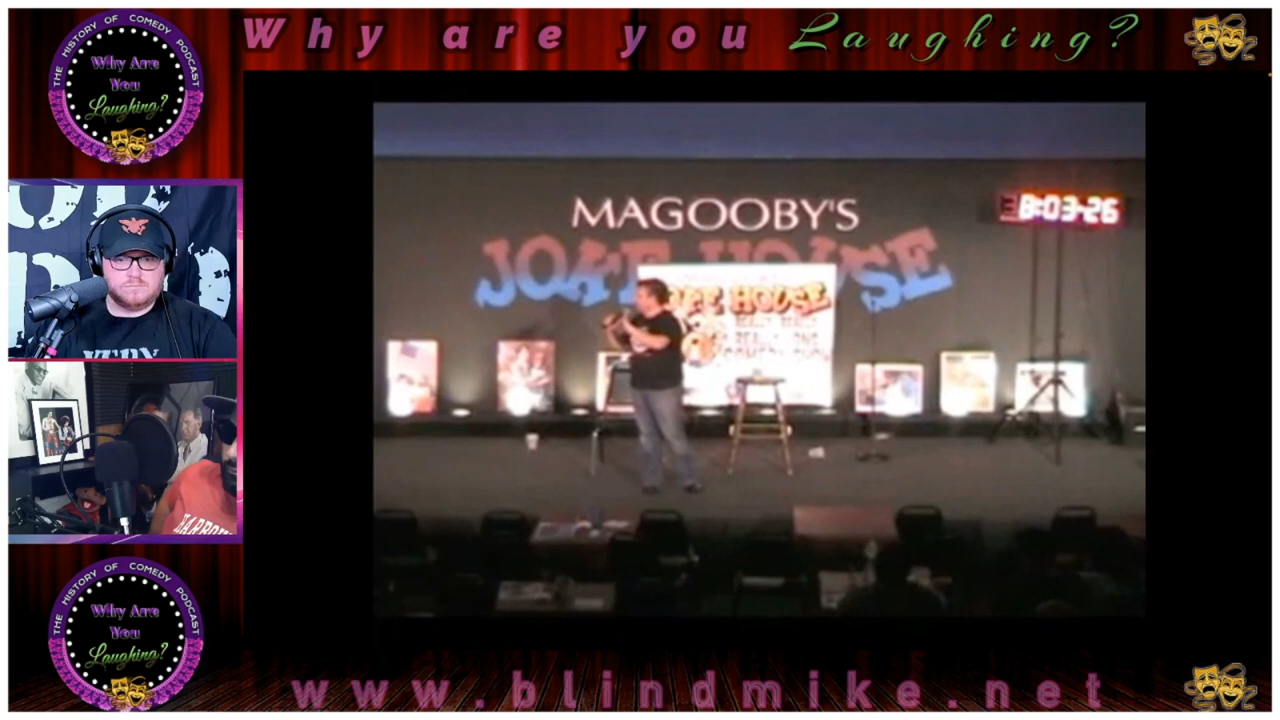 Why are you Laughing?
THE HISTORY OF COMEDY PODCAST
Why Are
You
Laughing?
MAGOOBY'S
JOKE HOUSE
8:03:26
HOUSE
THE HISTORY OF COMEDY PODCAST
Why Are
You
Laughing?
www.blindmike.net